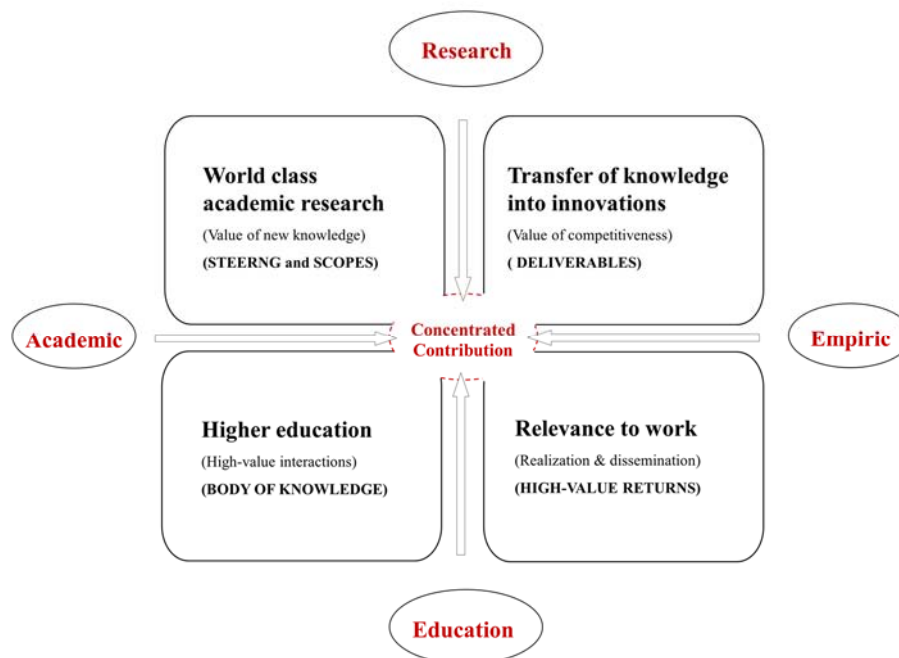 Research
World class
academic research
(Value of new knowledge)
(STEERNG and SCOPES)
Transfer of knowledge
into innovations
(Value of competitiveness)
( DELIVERABLES)
Academic
Concentrated
Contribution
Empiric
Higher education
(High-value interactions)
(BODY OF KNOWLEDGE)
Relevance to work
(Realization & dissemination)
(HIGH-VALUE RETURNS)
Education